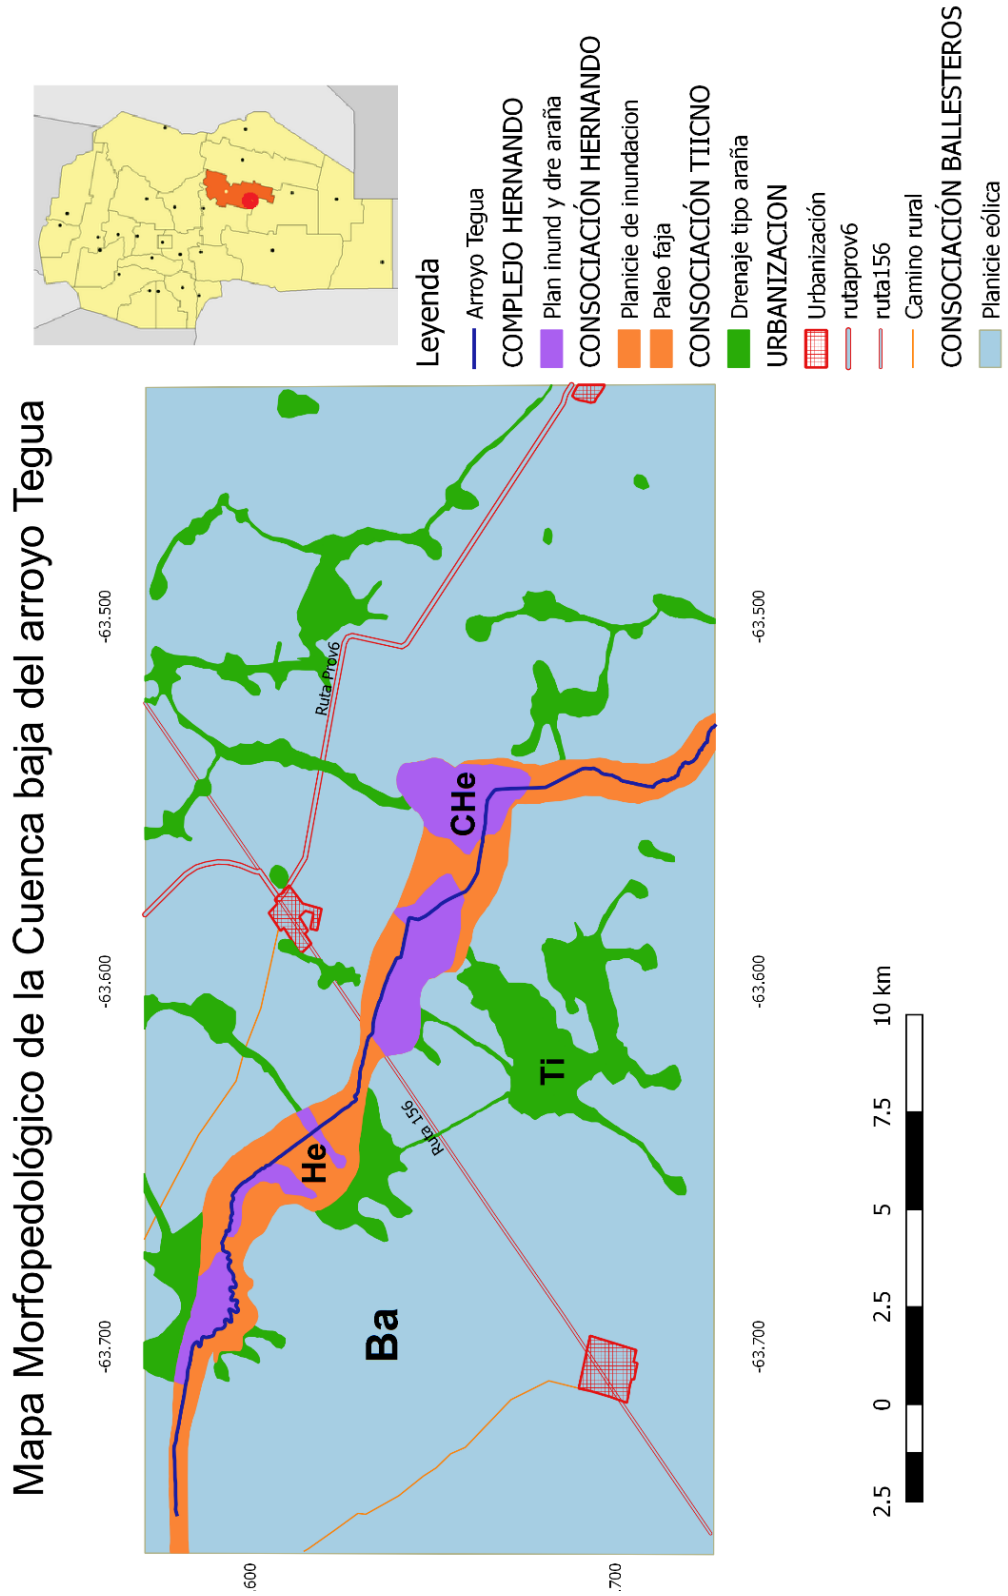 Mapa Morfopedológico de la Cuenca baja del arroyo Tegua
-63.700
-63.600
-63.500
.600
.700
Ruta Prov6
Ruta 156
He
CHe
Ba
Ti
-63.700
-63.600
-63.500
2.5
0
2.5
5
7.5
10 km
Leyenda
Arroyo Tegua
COMPLEJO HERNANDO
Plan inund y dre araña
CONSOCIACIÓN HERNANDO
Planicie de inundacion
Paleo faja
CONSOCIACIÓN TIICNO
Drenaje tipo araña
URBANIZACION
Urbanización
rutaprov6
ruta156
Camino rural
CONSOCIACIÓN BALLESTEROS
Planicie eólica